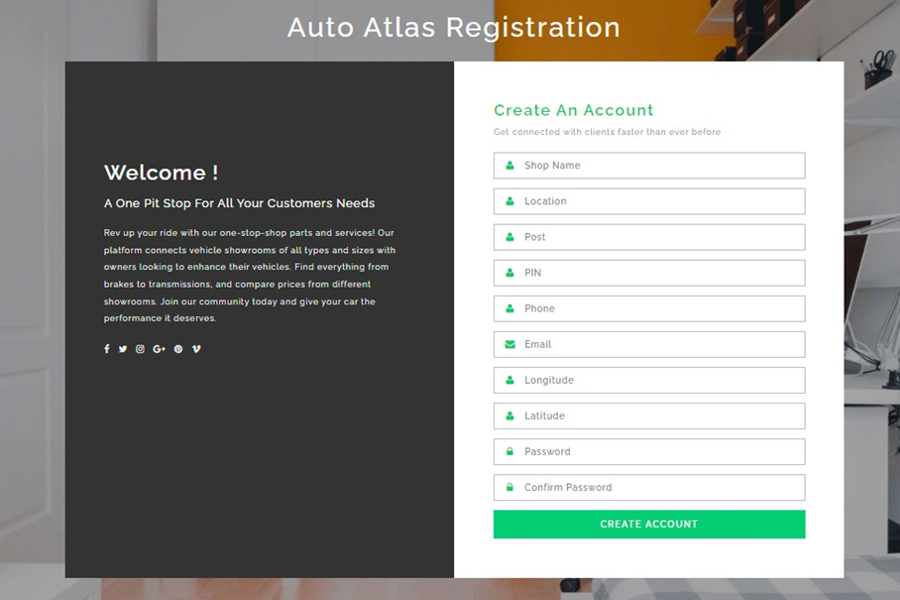 Auto Atlas Registration
Welcome !
A One Pit Stop For All Your Customers Needs
Rev up your ride with our one-stop-shop parts and services! Our
platform connects vehicle showrooms of all types and sizes with
owners looking to enhance their vehicles. Find everything from
brakes to transmissions, and compare prices from different
showrooms. Join our community today and give your car the
performance it deserves.
Create An Account
Get connected with clients faster than ever before
Shop Name
Location
Post
PIN
Phone
Email
Longitude
Latitude
Password
Confirm Password
CREATE ACCOUNT